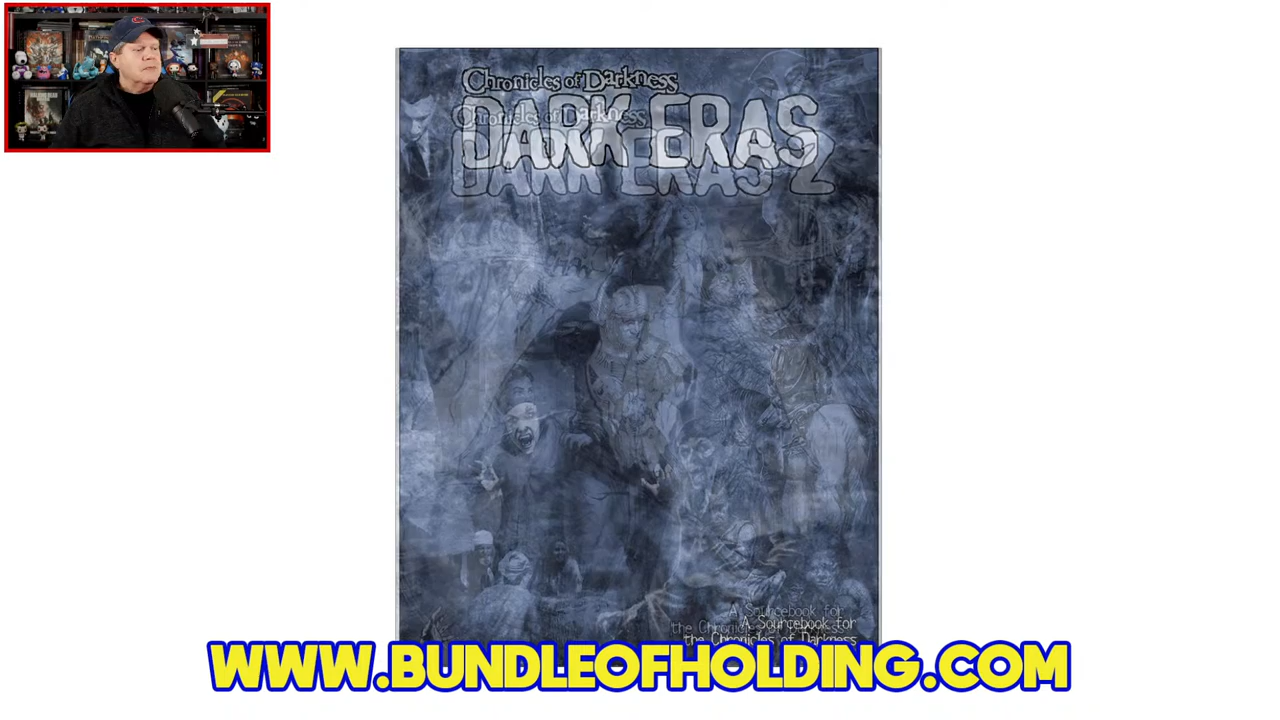 Chronicles of Darkness
DARK ERAS
Chronicles of Darkness
DARK ERAS 2
A Sourcebook for
the Chronicles of Darkness
A Sourcebook for
the Chronicles of Darkness
WWW.BUNDLEOFHOLDING.COM